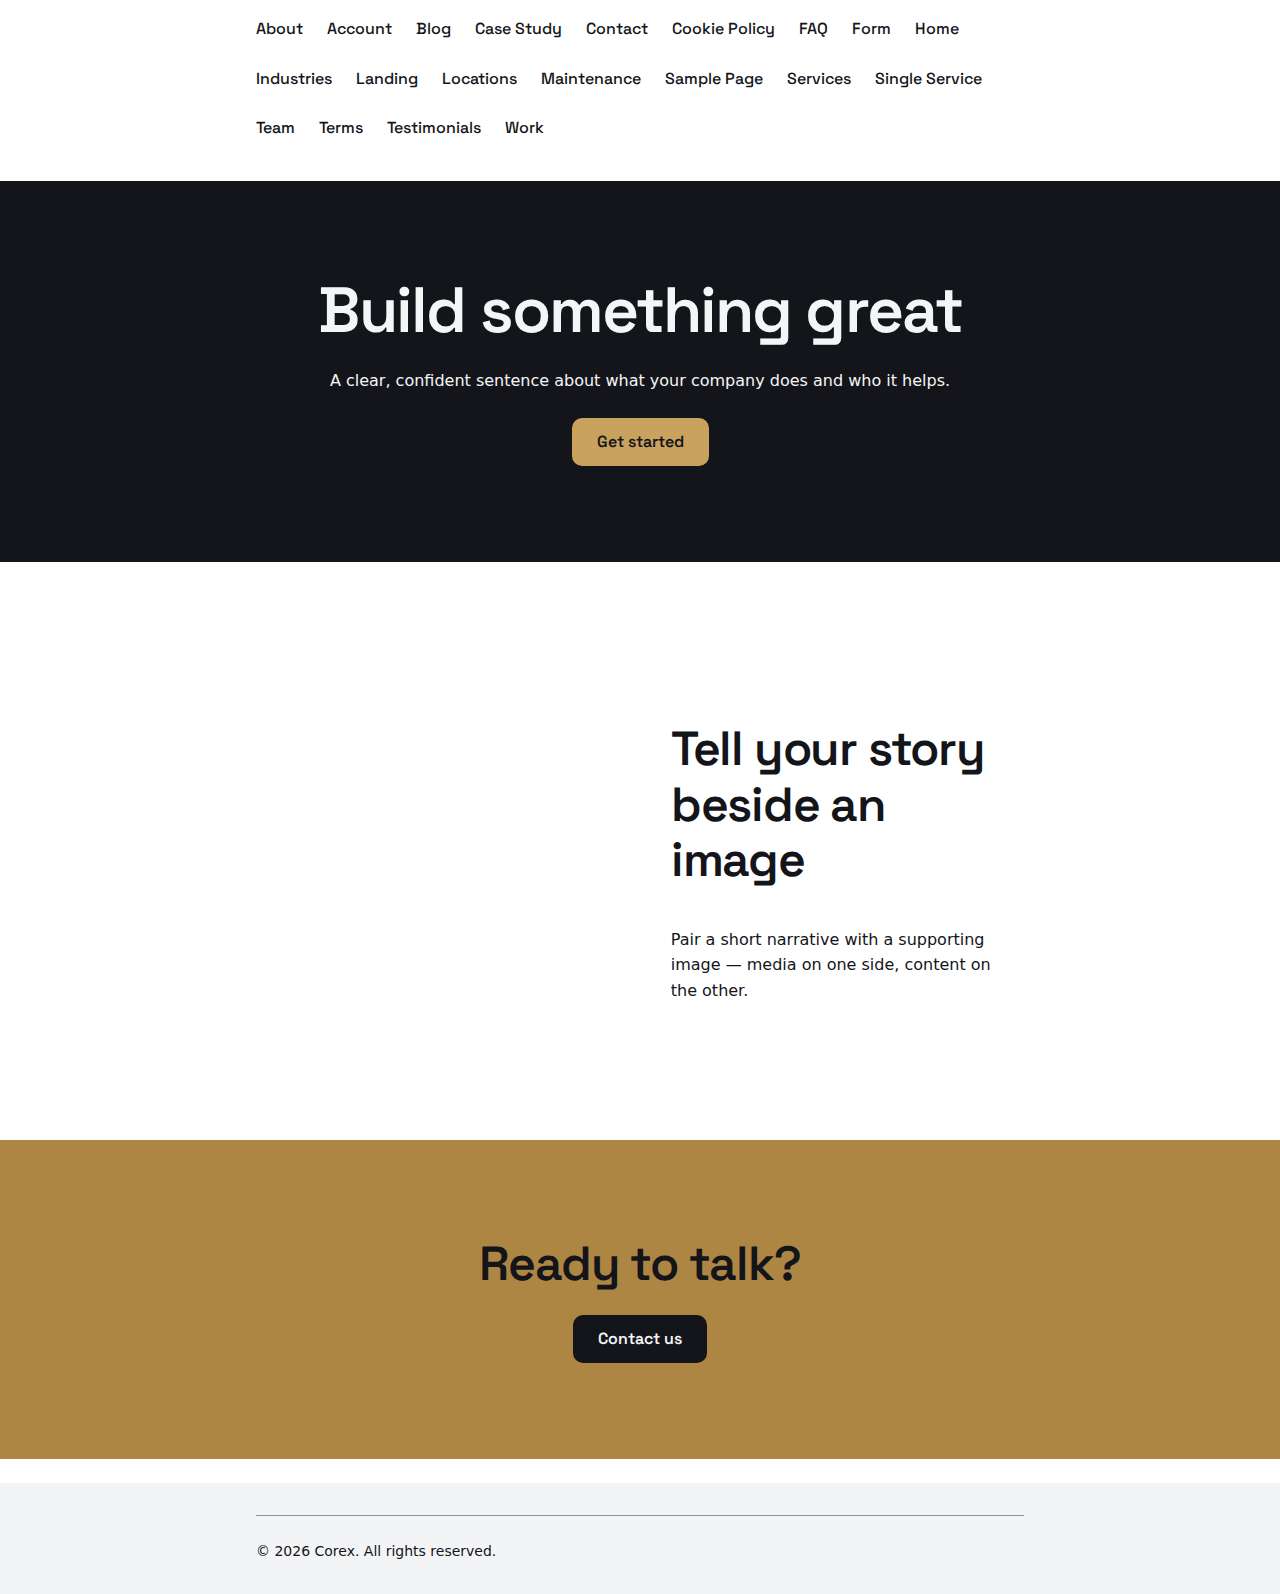 About Account Blog Case Study Contact Cookie Policy FAQ Form Home
Industries Landing Locations Maintenance Sample Page Services Single Service
Team Terms Testimonials Work
Build something great
A clear, confident sentence about what your company does and who it helps.
Get started
Tell your story
beside an
image
Pair a short narrative with a supporting
image — media on one side, content on
the other.
Ready to talk?
Contact us
© 2026 Corex. All rights reserved.